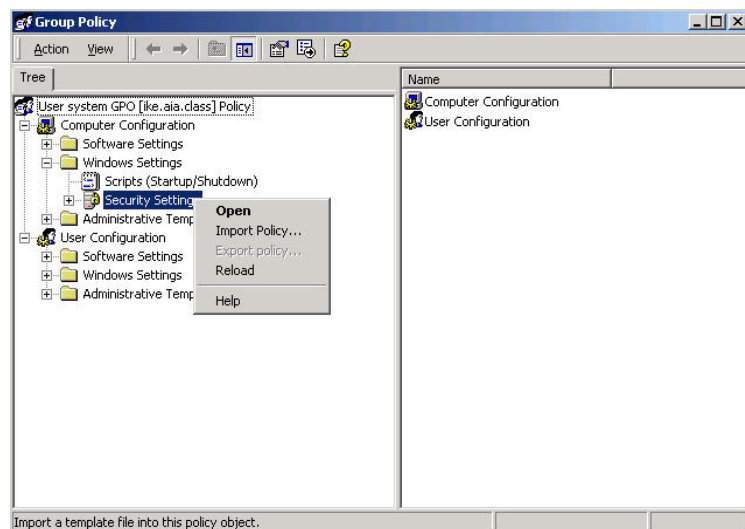 Group Policy
Action View
Tree
User system GPO [ike.aia.class] Policy
Computer Configuration
Software Settings
Windows Settings
Scripts (Startup/Shutdown)
Security Setting
Administrative Temp
User Configuration
Software Settings
Windows Settings
Administrative Temp
Open
Import Policy...
Export policy...
Reload
Help
Name
Computer Configuration
User Configuration
Import a template file into this policy object.